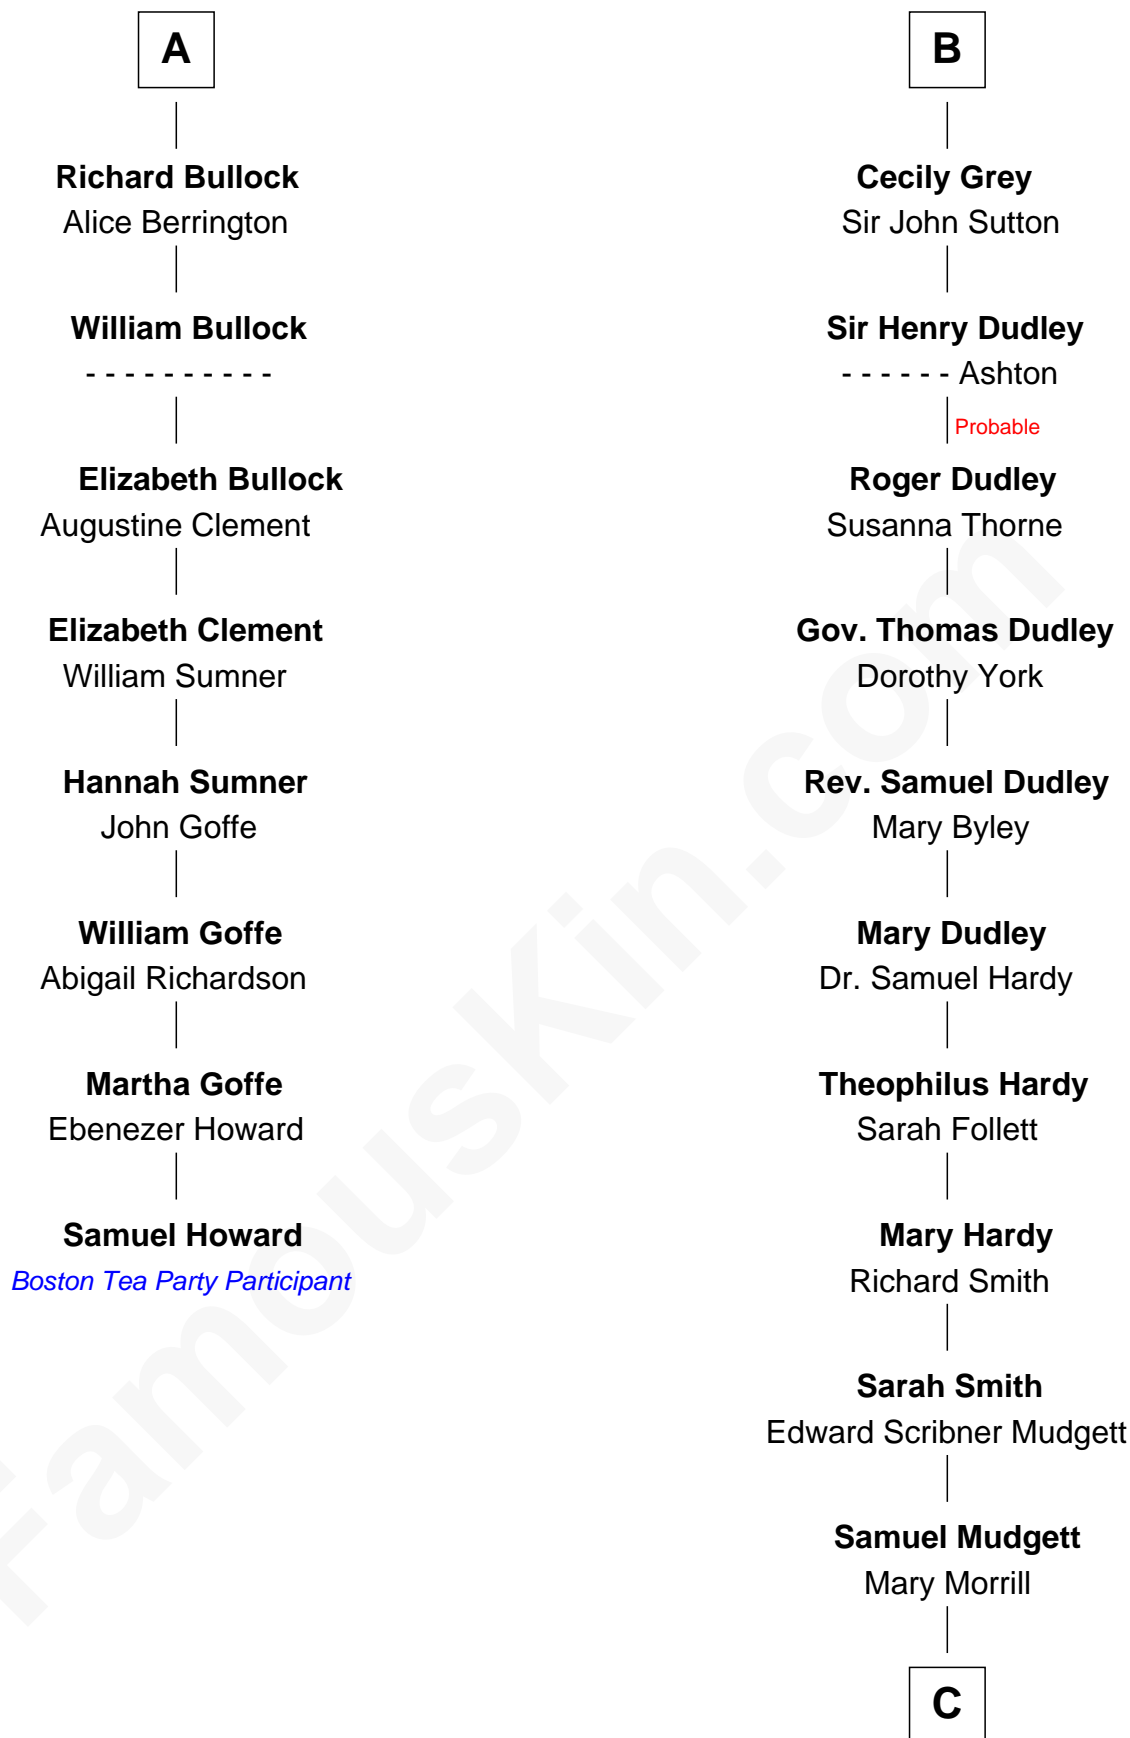 A
Richard Bullock
Alice Berrington
William Bullock
- - - - - - - - - -
Elizabeth Bullock
Augustine Clement
Elizabeth Clement
William Sumner
Hannah Sumner
John Goffe
William Goffe
Abigail Richardson
Martha Goffe
Ebenezer Howard
Samuel Howard
Boston Tea Party Participant
B
Cecily Grey
Sir John Sutton
Sir Henry Dudley
- - - - - - Ashton
Probable
Roger Dudley
Susanna Thorne
Gov. Thomas Dudley
Dorothy York
Rev. Samuel Dudley
Mary Byley
Mary Dudley
Dr. Samuel Hardy
Theophilus Hardy
Sarah Follett
Mary Hardy
Richard Smith
Sarah Smith
Edward Scribner Mudgett
Samuel Mudgett
Mary Morrill
C
FamousKin.com